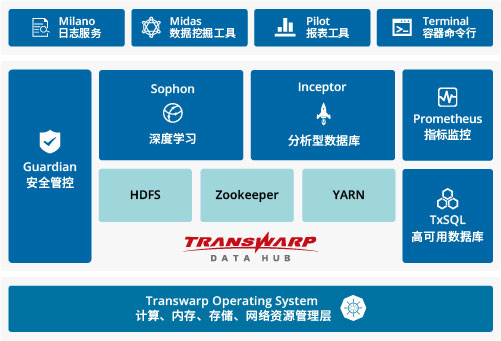 Milano
日志服务
Midas
数据挖掘工具
Pilot
报表工具
Terminal
容器命令行
Guardian
安全管控
Sophon
深度学习
Inceptor
分析型数据库
Prometheus
指标监控
HDFS
Zookeeper
YARN
TxSQL
高可用数据库
TRANSWARP
DATA HUB
Transwarp Operating System
计算、内存、存储、网络资源管理层